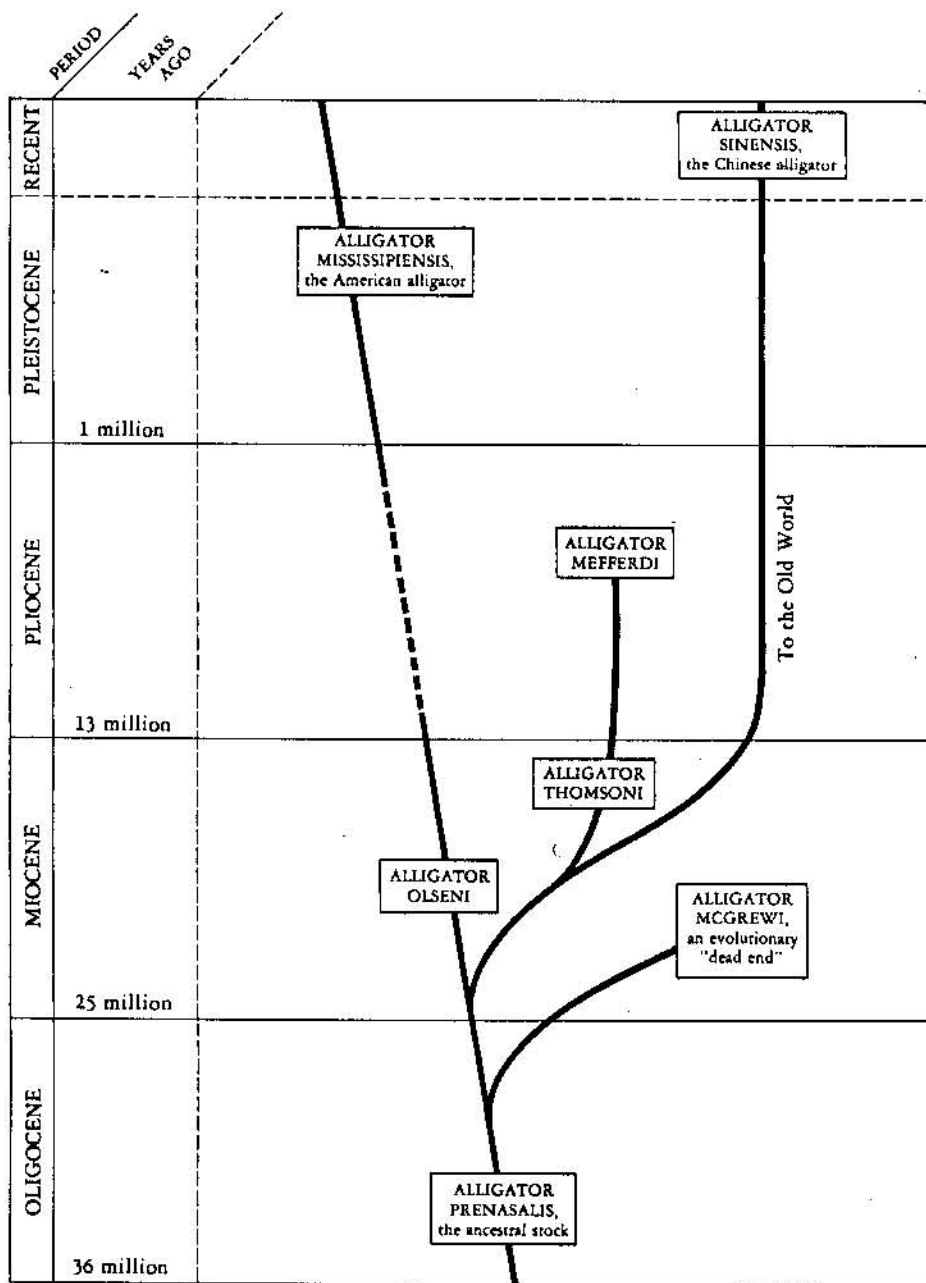 PERIOD
YEARS
AGO
RECENT
ALLIGATOR
SINENSIS,
the Chinese alligator
PLEISTOCENE
ALLIGATOR
MISSISSIPIENSIS,
the American alligator
1 million
PLIOCENE
ALLIGATOR
MEFFERDI
To the Old World
13 million
MIOCENE
ALLIGATOR
THOMSONI
ALLIGATOR
OLSENI
ALLIGATOR
MCGREWI,
an evolutionary
"dead end"
25 million
OLIGOCENE
ALLIGATOR
PRENASALIS,
the ancestral stock
36 million